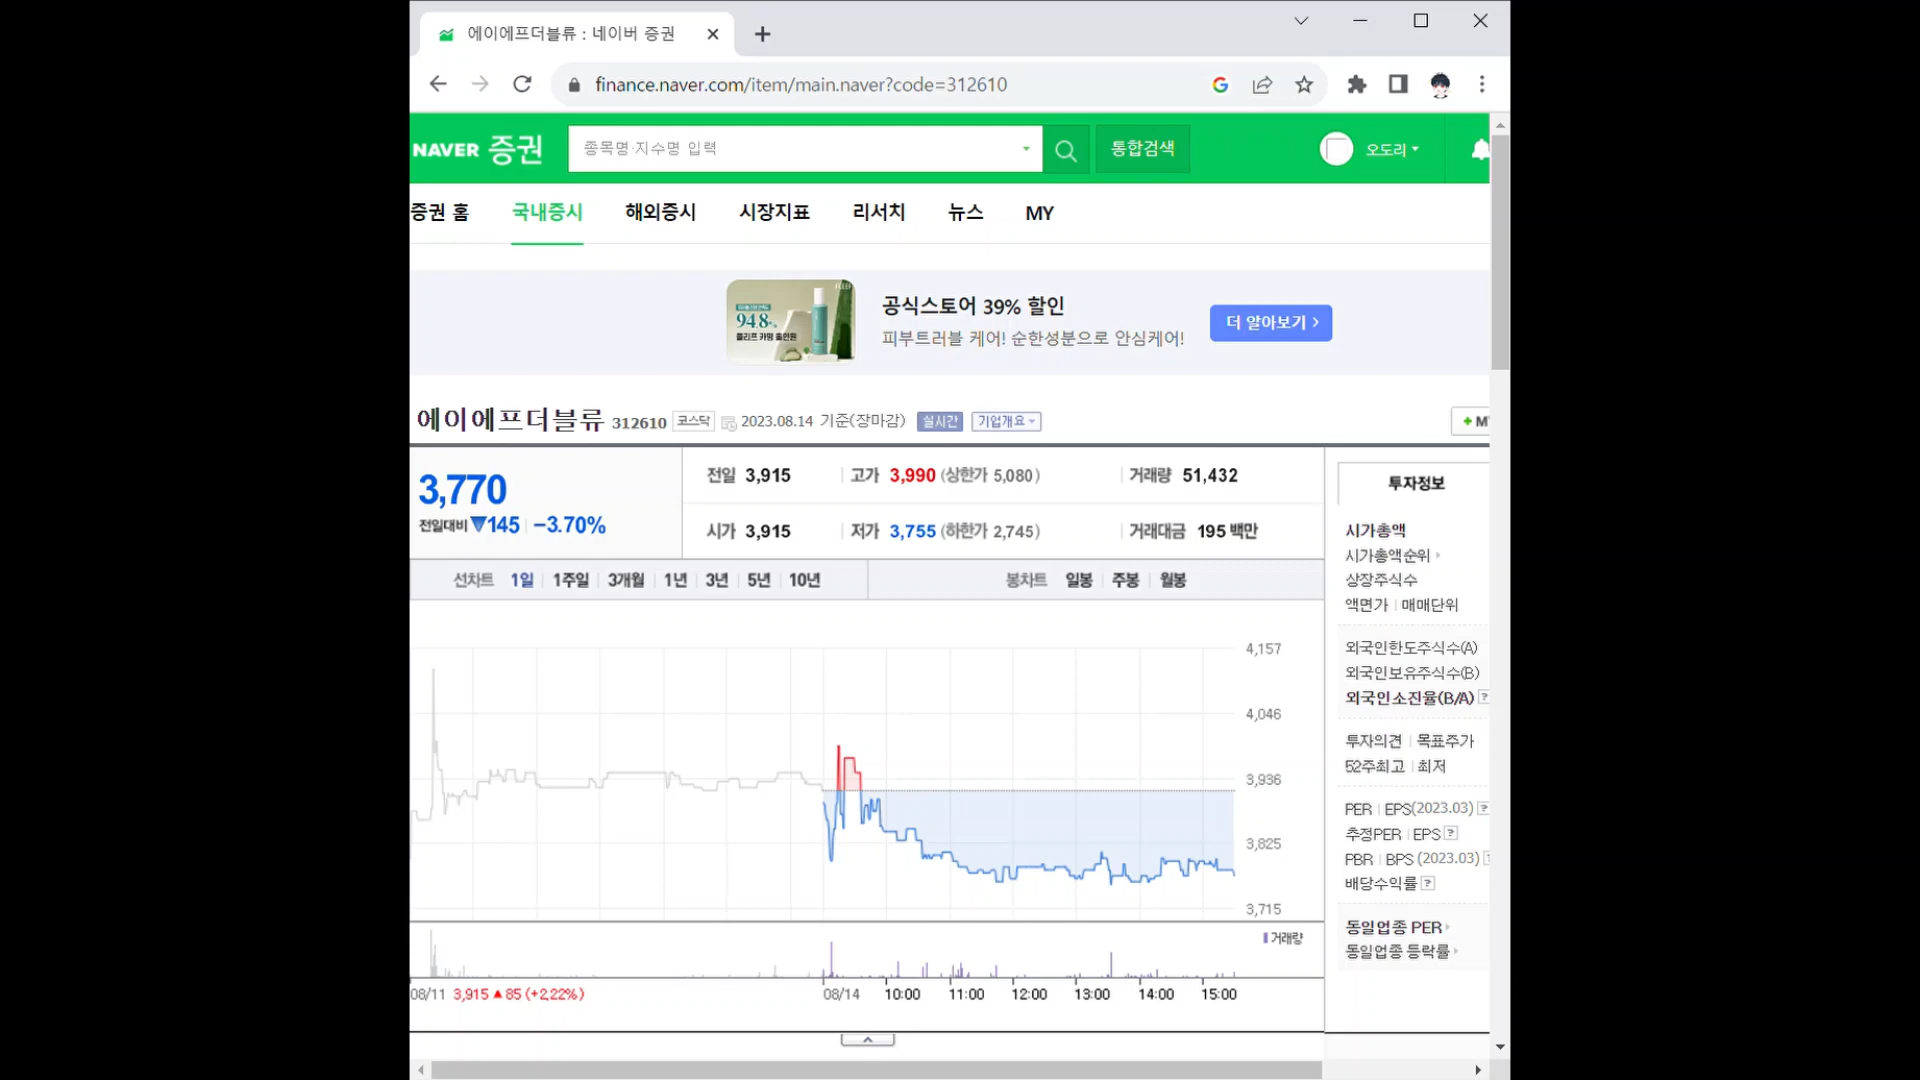 에이에프더블류 : 네이버 증권
finance.naver.com/item/main.naver?code=312610
NAVER 증권
종목명·지수명 입력
통합검색
오도리
증권 홈 국내증시 해외증시 시장지표 리서치 뉴스 MY
94.8%
공식스토어 39% 할인
피부트러블 케어! 순한성분으로 안심케어!
더 알아보기
에이에프더블류 312610 코스닥 2023.08.14 기준(장마감) 실시간 기업개요
3,770
전일대비 ▼145 -3.70%
전일 3,915 고가 3,990 (상한가 5,080) 거래량 51,432
시가 3,915 저가 3,755 (하한가 2,745) 거래대금 195 백만
선차트 1일 1주일 3개월 1년 3년 5년 10년 봉차트 일봉 주봉 월봉
4,157
4,046
3,936
3,825
3,715
거래량
08/11 3,915 ▲ 85 (+2,22%) 08/14 10:00 11:00 12:00 13:00 14:00 15:00
투자정보
시가총액
시가총액순위
상장주식수
액면가 매매단위
외국인한도주식수(A)
외국인보유주식수(B)
외국인소진율(B/A) ?
투자의견 목표주가
52주최고 최저
PER EPS(2023.03) ?
추정PER EPS ?
PBR BPS (2023.03) ?
배당수익률 ?
동일업종 PER
동일업종 등락률